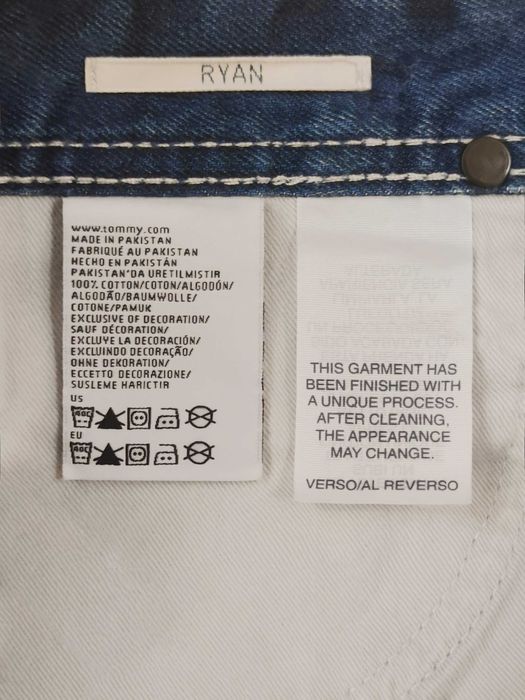 RYAN
www.tommy.com
MADE IN PAKISTAN
FABRIQUÉ AU PAKISTAN
HECHO EN PAKISTÁN
PAKISTAN'DA URETILMISTIR
100% COTTON/COTON/ALGODÓN/
ALGODÃO/BAUMWOLLE/
COTONE/PAMUK
EXCLUSIVE OF DECORATION/
SAUF DÉCORATION/
EXCLUYE LA DECORACIÓN/
EXCLUINDO DECORAÇÃO/
OHNE DEKORATION/
ECCETTO DECORAZIONE/
SUSLEME HARICTIR
US
40C
EU
40C
THIS GARMENT HAS
BEEN FINISHED WITH
A UNIQUE PROCESS.
AFTER CLEANING,
THE APPEARANCE
MAY CHANGE.
VERSO/AL REVERSO